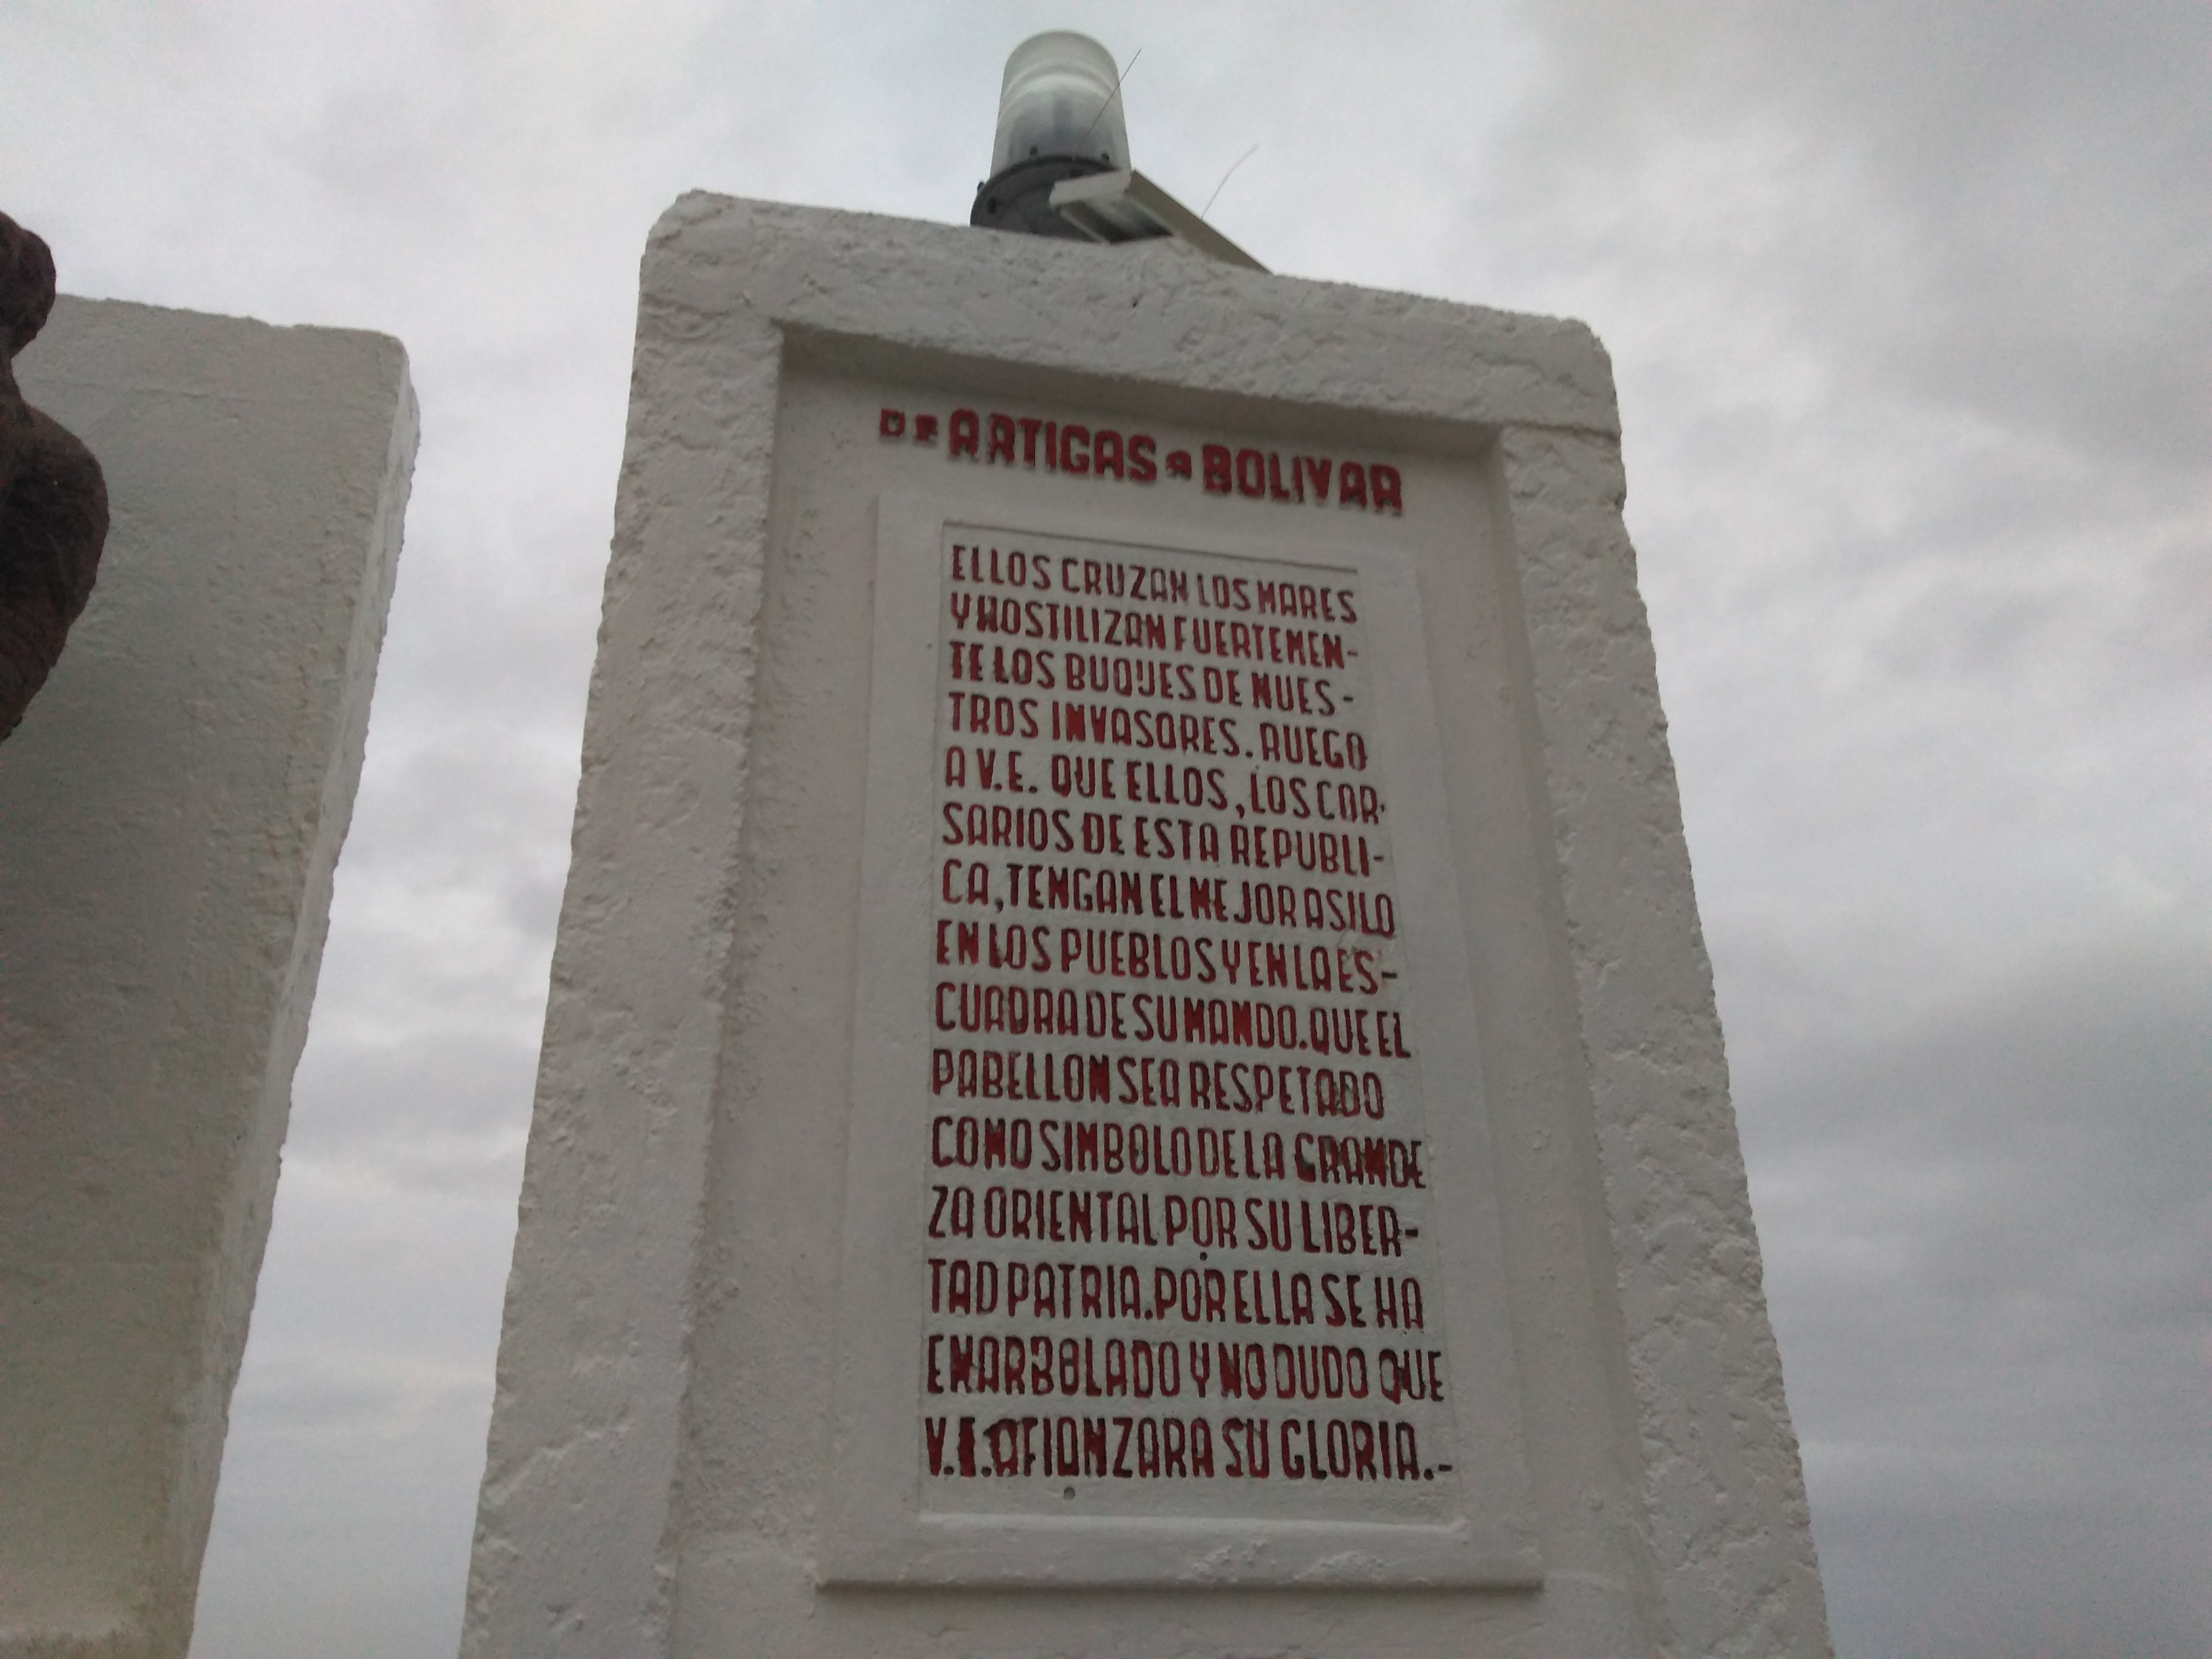 DE ARTIGAS A BOLIVAR
ELLOS CRUZAN LOS MARES
Y HOSTILIZAN FUERTEMEN-
TE LOS BUQUES DE NUES-
TROS INVASORES. RUEGO
A V.E. QUE ELLOS, LOS COR-
SARIOS DE ESTA REPUBLI-
CA, TENGAN EL MEJOR ASILO
EN LOS PUEBLOS Y EN LA ES-
CUADRA DE SU MANDO. QUE EL
PABELLON SEA RESPETADO
COMO SIMBOLO DE LA GRANDE
ZA ORIENTAL POR SU LIBER-
TAD PATRIA. POR ELLA SE HA
ENARBOLADO Y NO DUDO QUE
V.E. AFIANZARA SU GLORIA.-